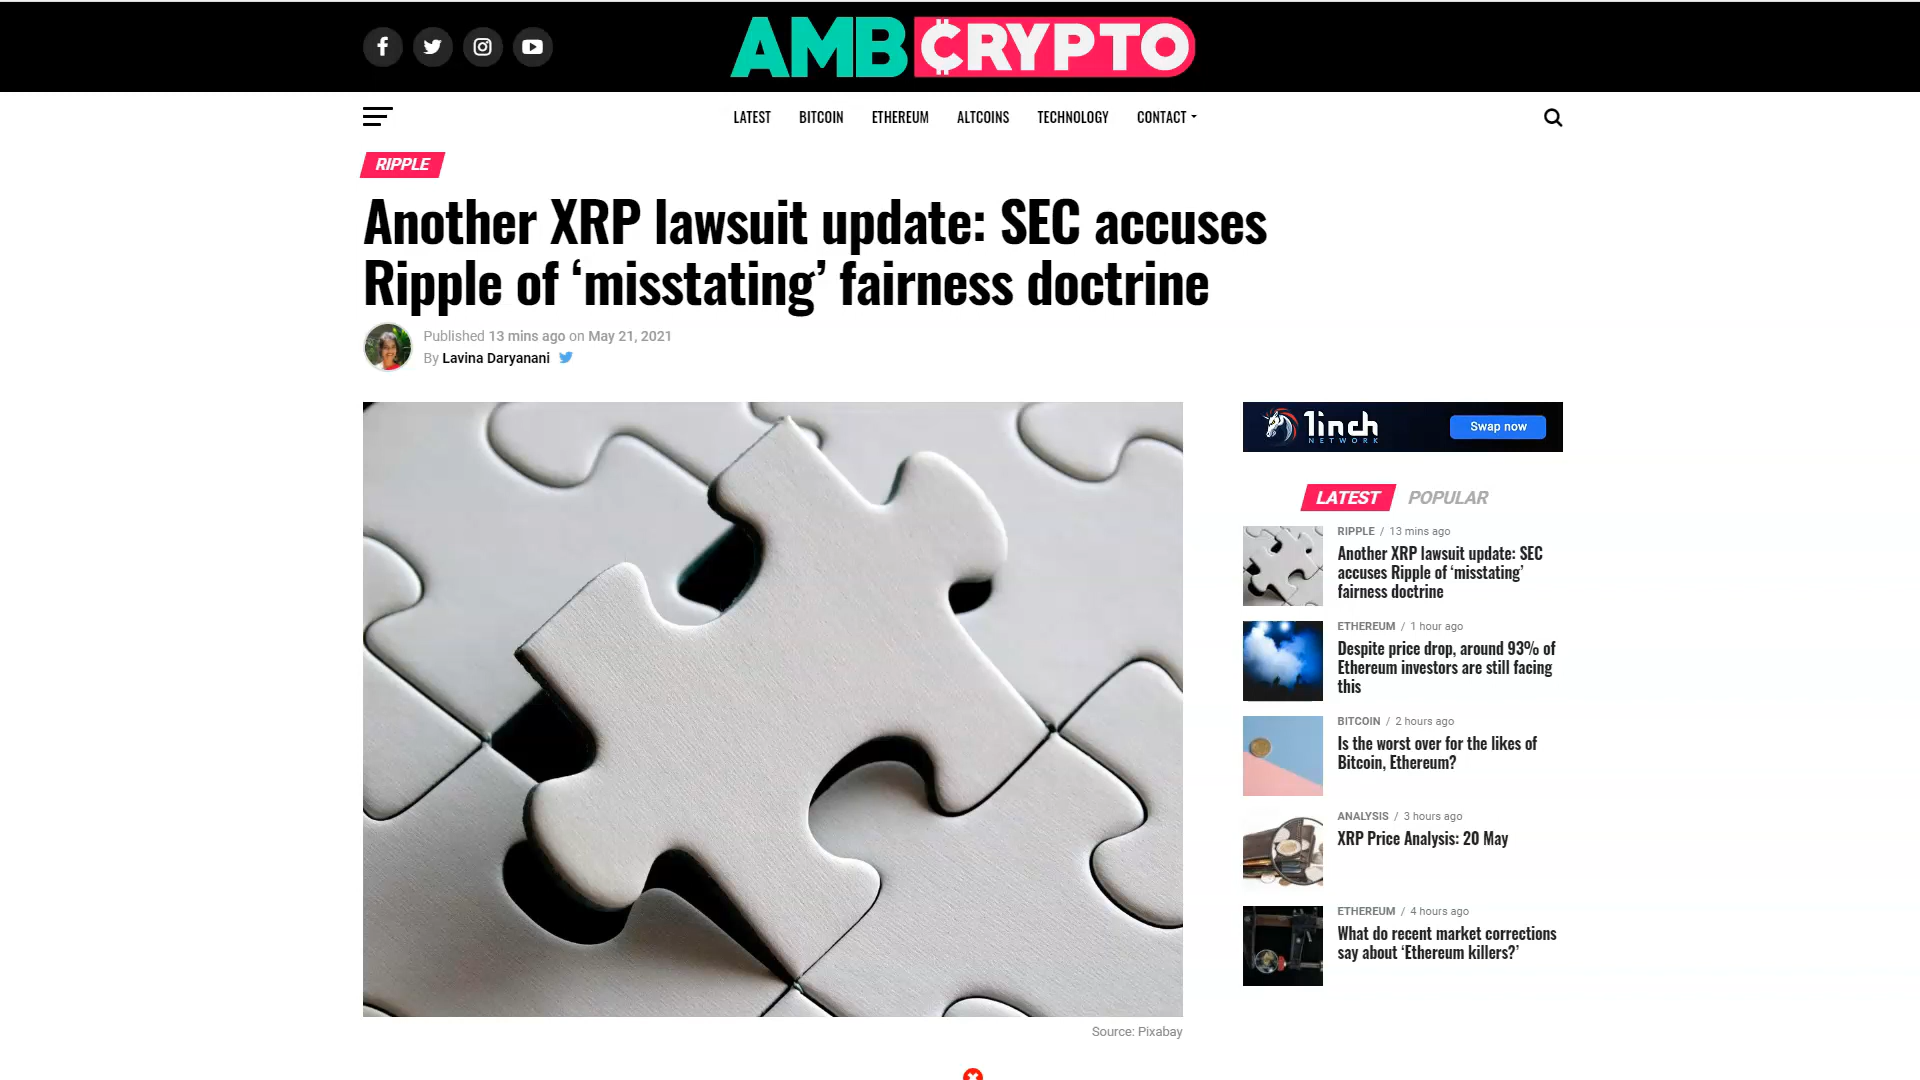 AMBCRYPTO
LATEST BITCOIN ETHEREUM ALTCOINS TECHNOLOGY CONTACT
RIPPLE
Another XRP lawsuit update: SEC accuses
Ripple of ‘misstating’ fairness doctrine
Published 13 mins ago on May 21, 2021
By Lavina Daryanani
1inch
NETWORK
Swap now
LATEST POPULAR
RIPPLE / 13 mins ago
Another XRP lawsuit update: SEC
accuses Ripple of ‘misstating’
fairness doctrine
ETHEREUM / 1 hour ago
Despite price drop, around 93% of
Ethereum investors are still facing
this
BITCOIN / 2 hours ago
Is the worst over for the likes of
Bitcoin, Ethereum?
ANALYSIS / 3 hours ago
XRP Price Analysis: 20 May
ETHEREUM / 4 hours ago
What do recent market corrections
say about ‘Ethereum killers?’
Source: Pixabay